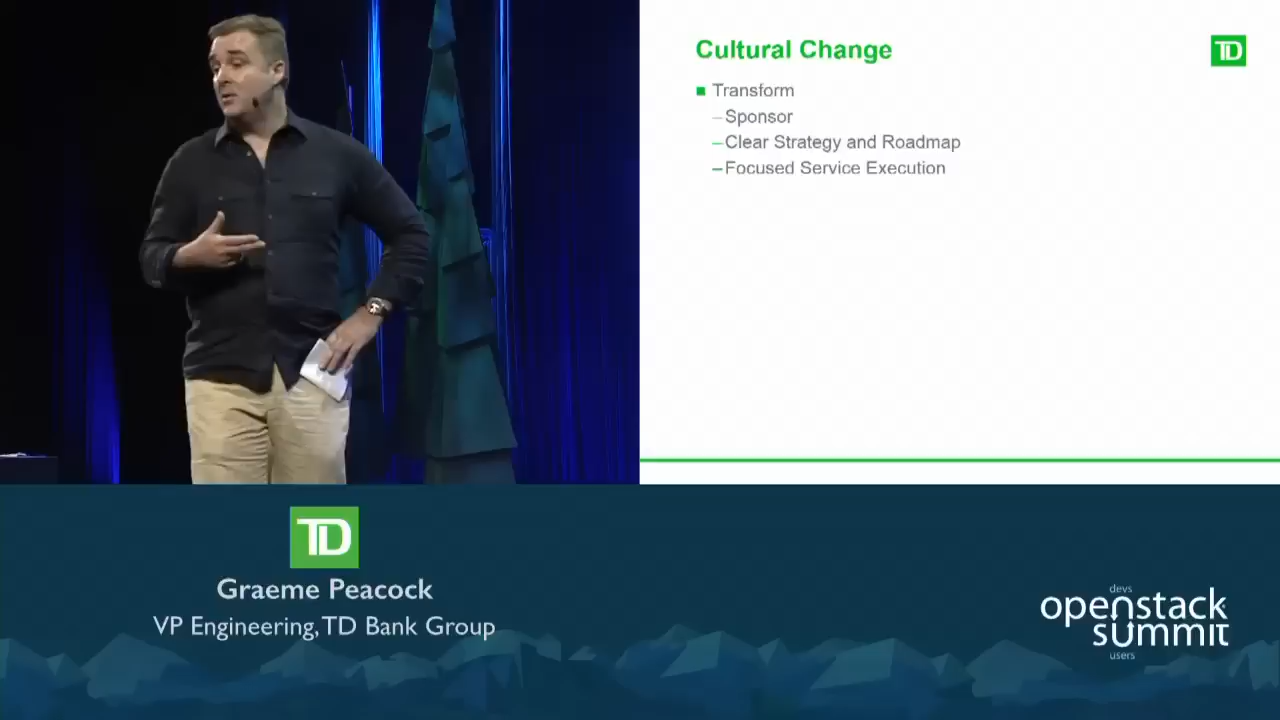 Cultural Change
TD
Transform
–Sponsor
–Clear Strategy and Roadmap
–Focused Service Execution
TD
Graeme Peacock
VP Engineering, TD Bank Group
devs
openstack
summit
users